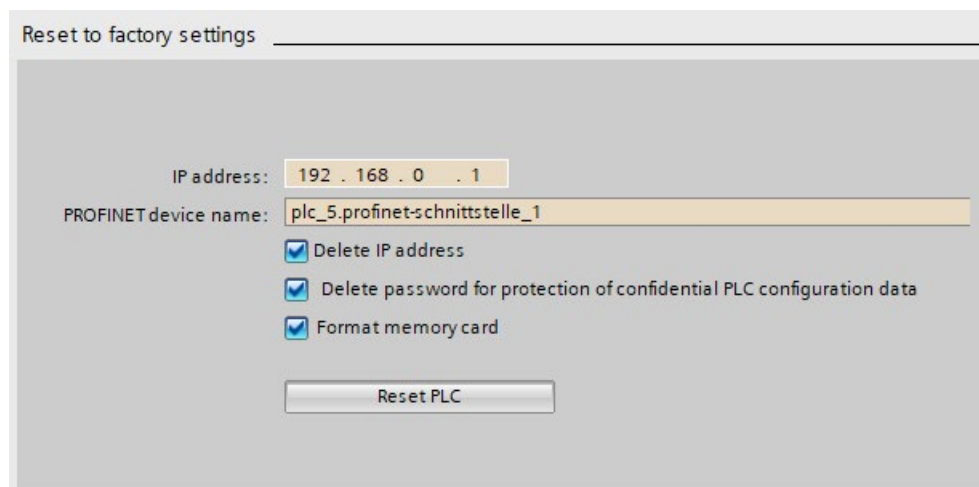 Reset to factory settings
IP address: 192 . 168 . 0 . 1
PROFINET device name: plc_5.profinet-schnittstelle_1
Delete IP address
Delete password for protection of confidential PLC configuration data
Format memory card
Reset PLC